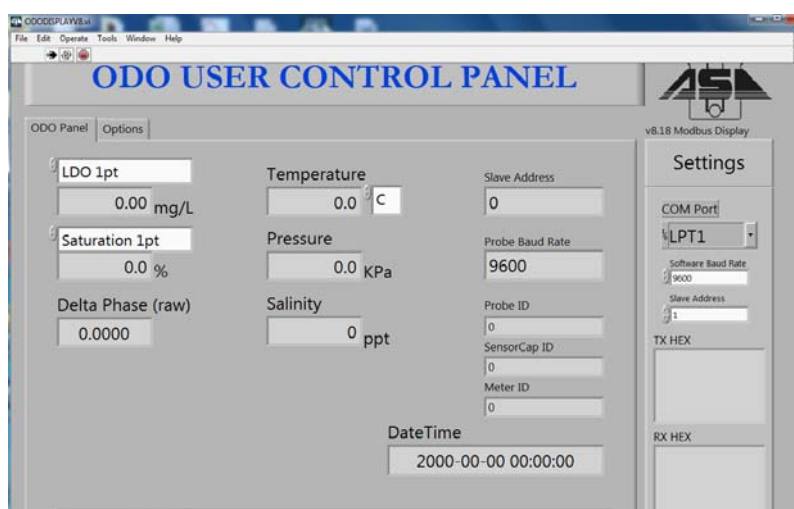 ODODISPLAYV8.vi
File Edit Operate Tools Window Help
ODO USER CONTROL PANEL
ASI
v8.18 Modbus Display
ODO Panel Options
LDO 1pt
0.00 mg/L
Saturation 1pt
0.0 %
Delta Phase (raw)
0.0000
Temperature
0.0 C
Pressure
0.0 KPa
Salinity
0 ppt
Slave Address
0
Probe Baud Rate
9600
Probe ID
0
SensorCap ID
0
Meter ID
0
DateTime
2000-00-00 00:00:00
Settings
COM Port
LPT1
Software Baud Rate
9600
Slave Address
1
TX HEX
RX HEX